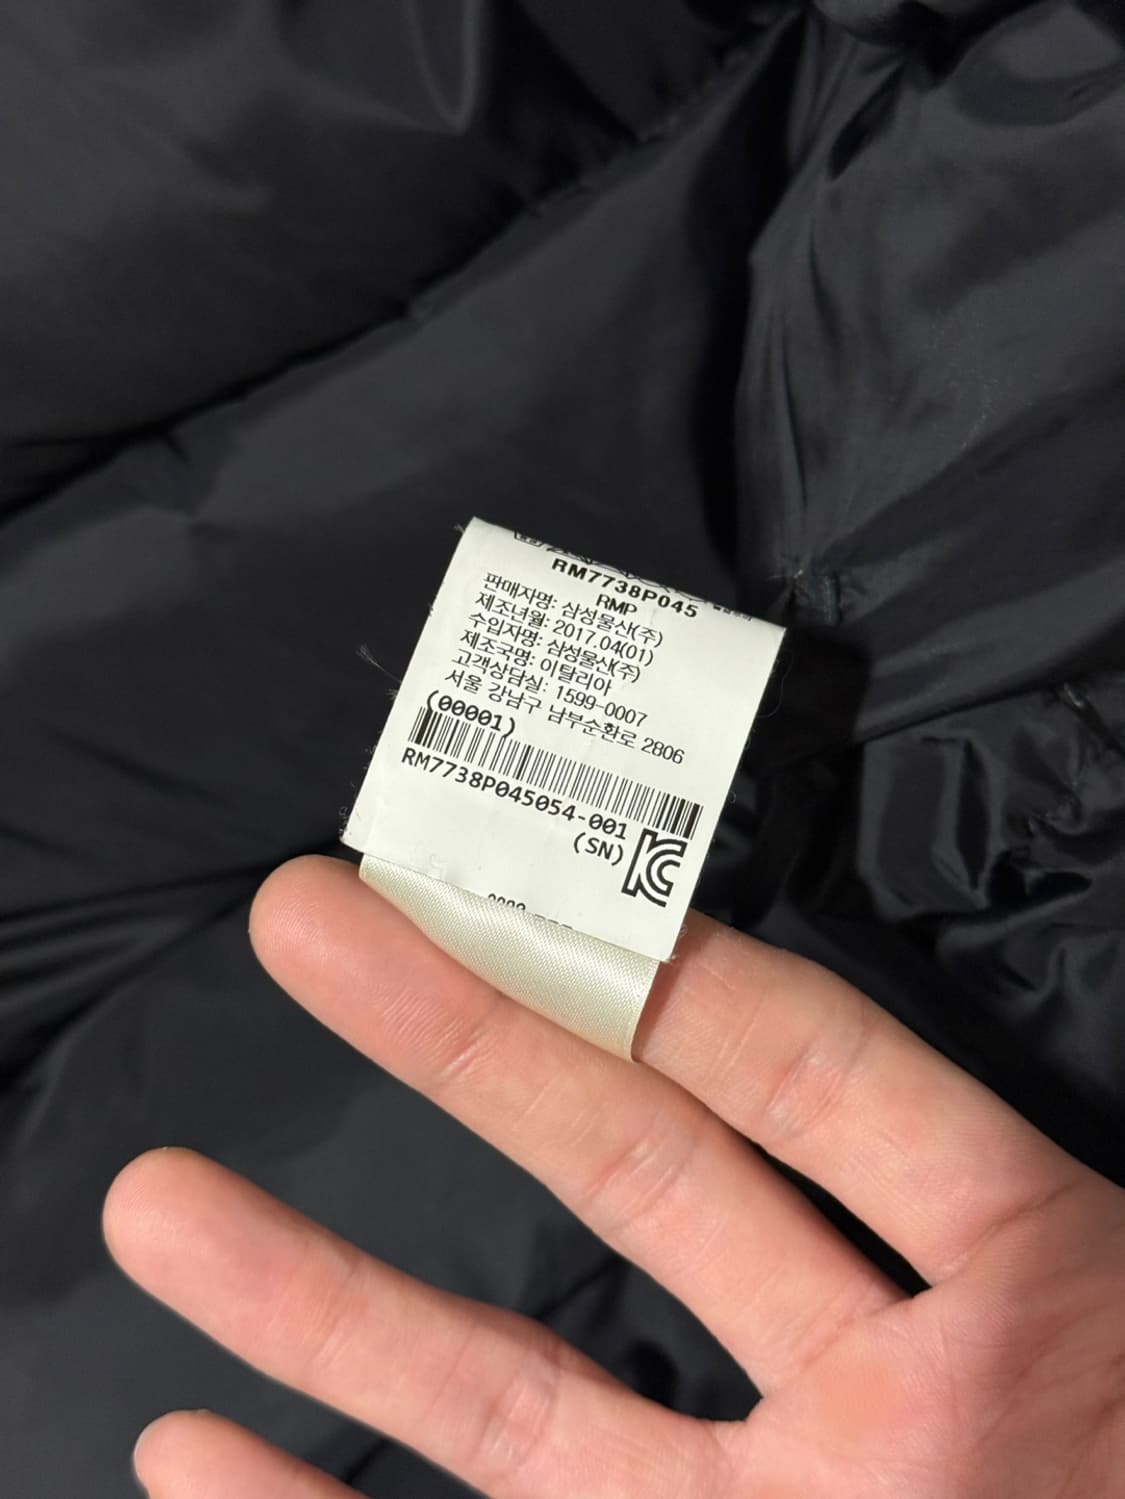 RM7738P045
RMP
판매자명: 삼성물산(주)
제조년월: 2017.04(01)
수입자명: 삼성물산(주)
제조국명: 이탈리아
고객상담실: 1599-0007
서울 강남구 남부순환로 2806
(00001)
RM7738P045054-001
(SN)
KC